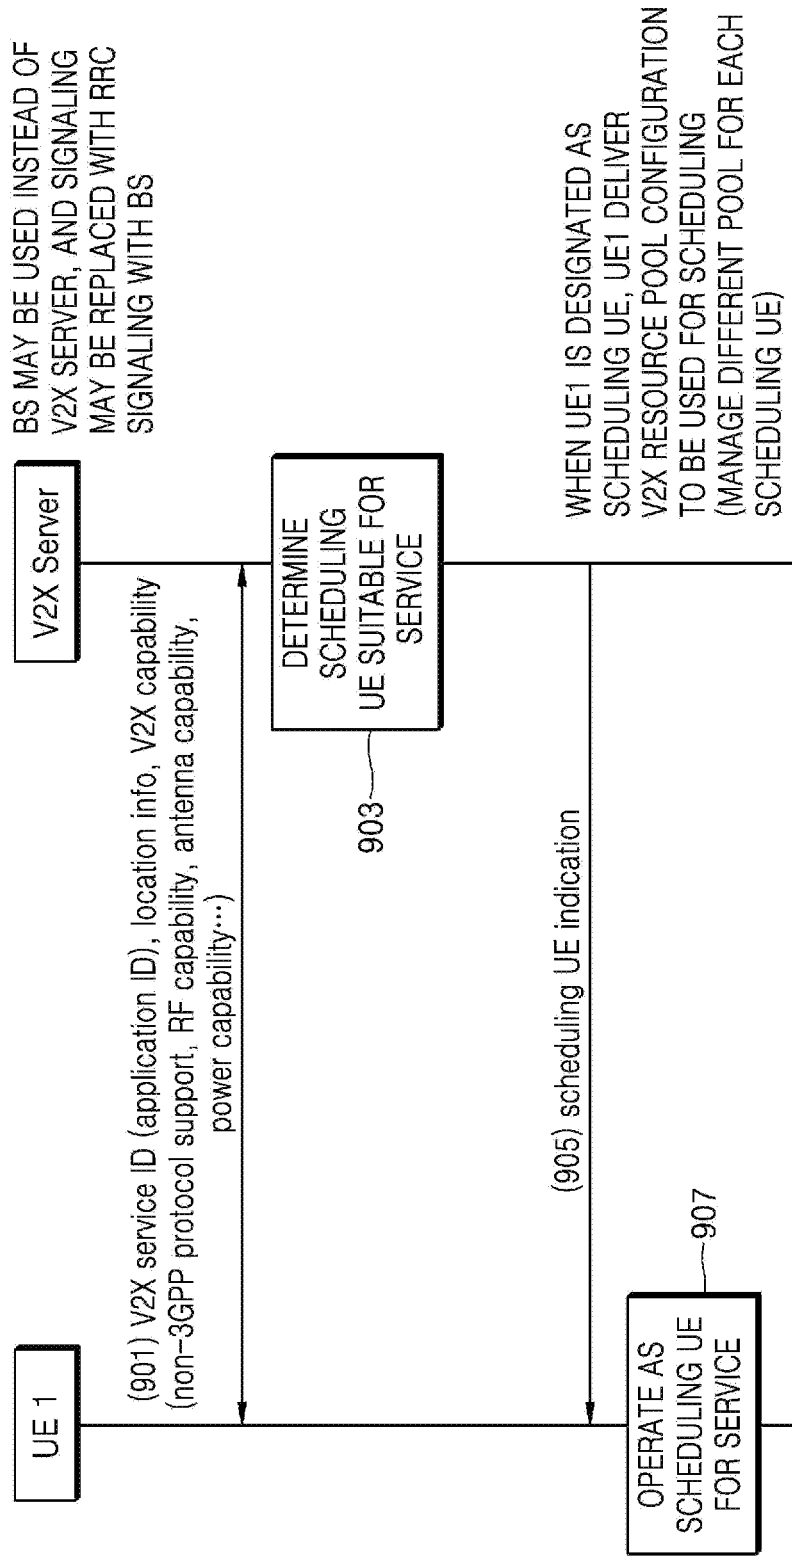 UE 1
V2X Server
BS MAY BE USED INSTEAD OF
V2X SERVER, AND SIGNALING
MAY BE REPLACED WITH RRC
SIGNALING WITH BS
(901) V2X service ID (application ID), location info, V2X capability
(non-3GPP protocol support, RF capability, antenna capability,
power capability···)
DETERMINE
SCHEDULING
UE SUITABLE FOR
SERVICE
903
(905) scheduling UE indication
WHEN UE1 IS DESIGNATED AS
SCHEDULING UE, UE1 DELIVER
V2X RESOURCE POOL CONFIGURATION
TO BE USED FOR SCHEDULING
(MANAGE DIFFERENT POOL FOR EACH
SCHEDULING UE)
OPERATE AS
SCHEDULING UE
FOR SERVICE
907